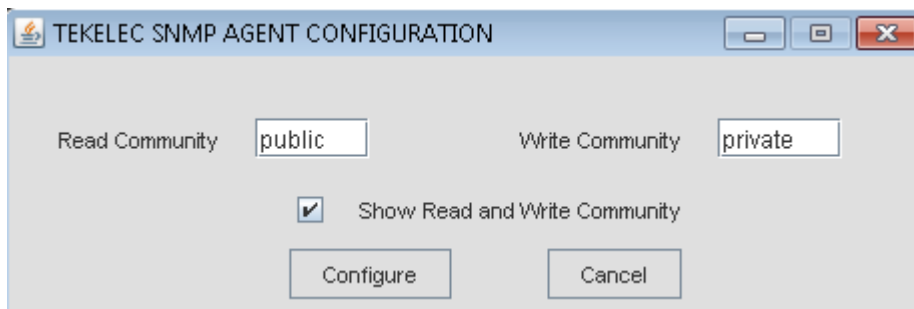 TEKELEC SNMP AGENT CONFIGURATION
Read Community public Write Community private
Show Read and Write Community
Configure Cancel